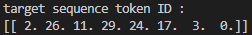 target sequence token ID :
[[ 2. 26. 11. 29. 24. 17.  3.  0.]]